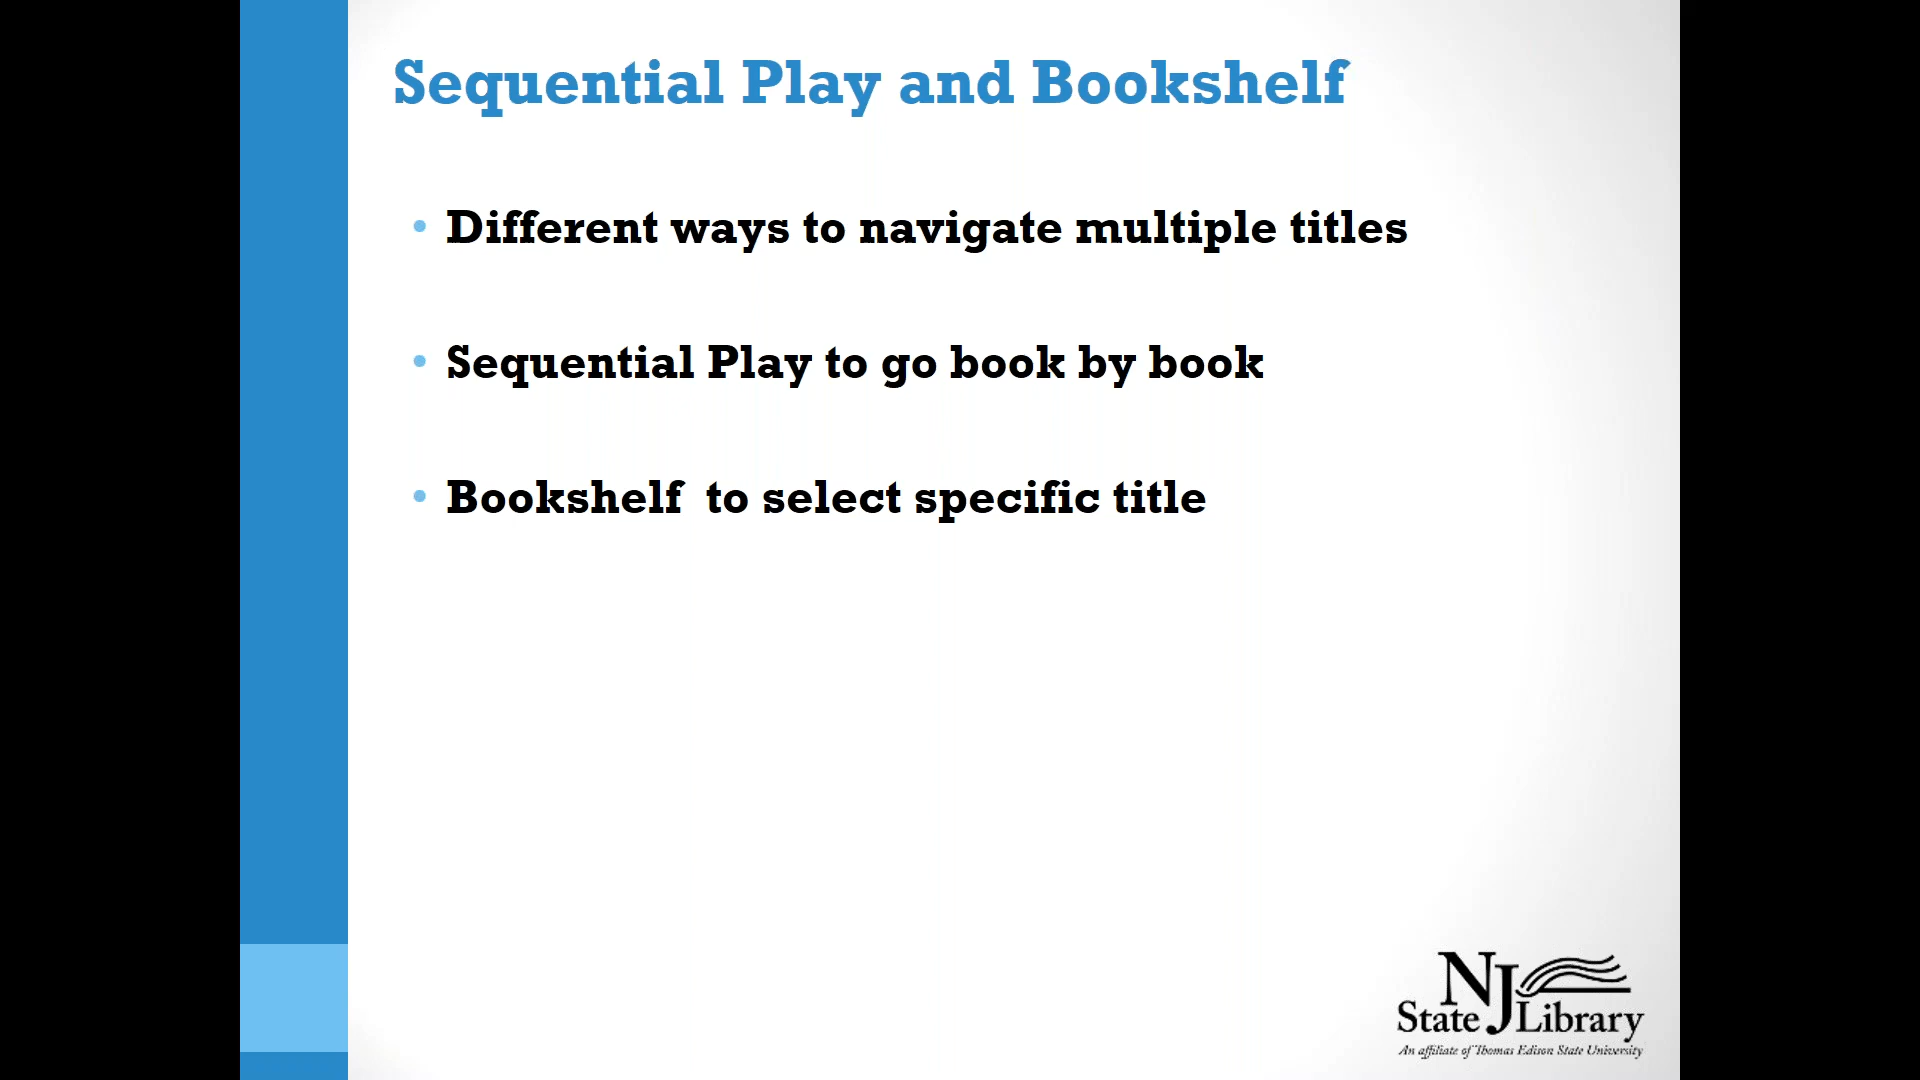 Sequential Play and Bookshelf
• Different ways to navigate multiple titles
• Sequential Play to go book by book
• Bookshelf  to select specific title
NJ
State Library
An affiliate of Thomas Edison State University